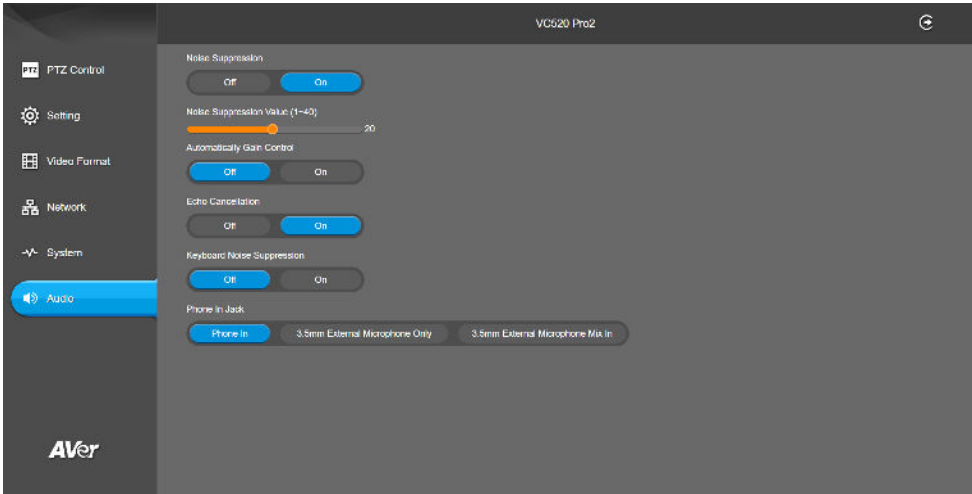 VC520 Pro2
PTZ PTZ Control
Setting
Video Format
Network
System
Audio
AVer
Noise Suppression
Off On
Noise Suppression Value (1~40)
20
Automatically Gain Control
Off On
Echo Cancellation
Off On
Keyboard Noise Suppression
Off On
Phone In Jack
Phone In 3.5mm External Microphone Only 3.5mm External Microphone Mix In